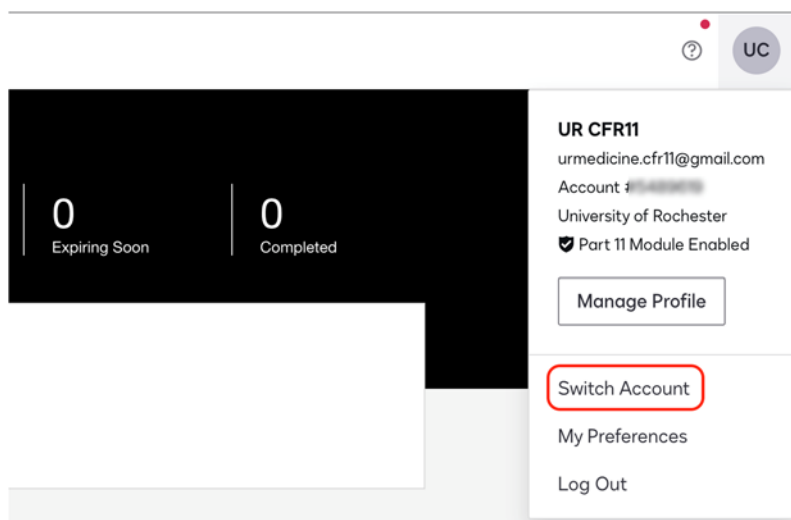 UC
UR CFR11
urmedicine.cfr11@gmail.com
Account #
University of Rochester
Part 11 Module Enabled
Manage Profile
0
Expiring Soon
0
Completed
Switch Account
My Preferences
Log Out